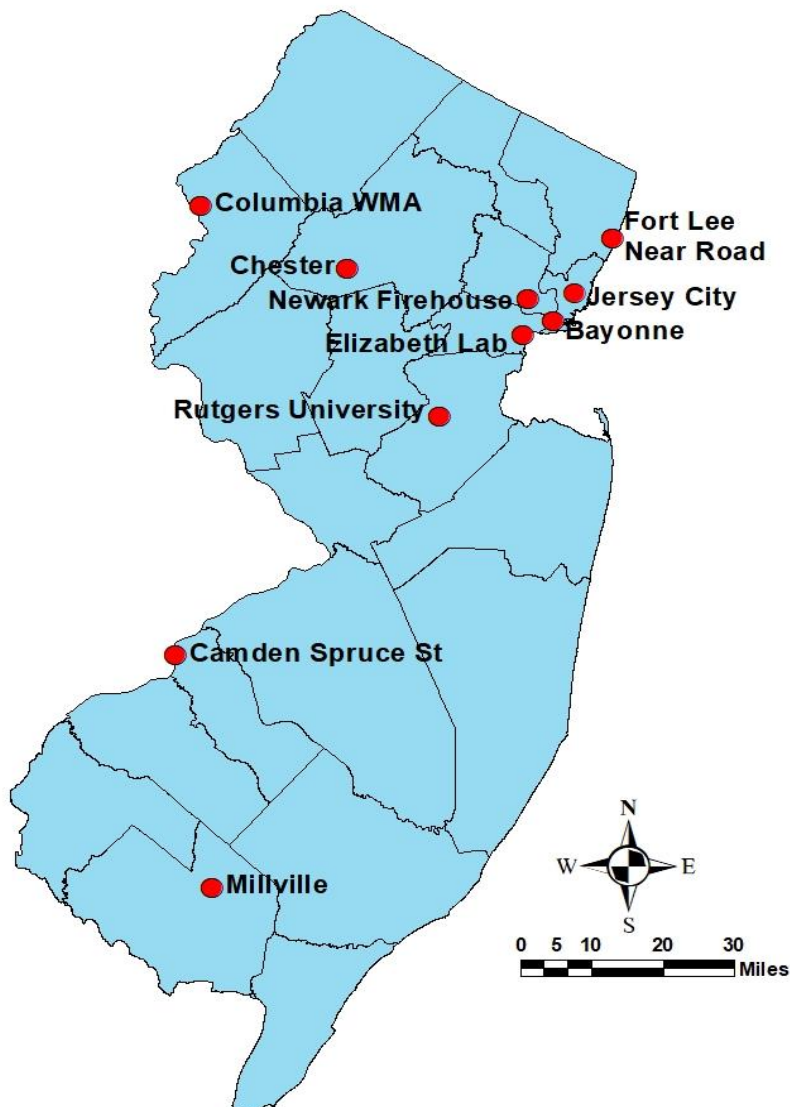 Columbia WMA
Fort Lee
Near Road
Chester
Newark Firehouse
Jersey City
Bayonne
Elizabeth Lab
Rutgers University
Camden Spruce St
Millville
N
W E
S
0 5 10 20 30
Miles